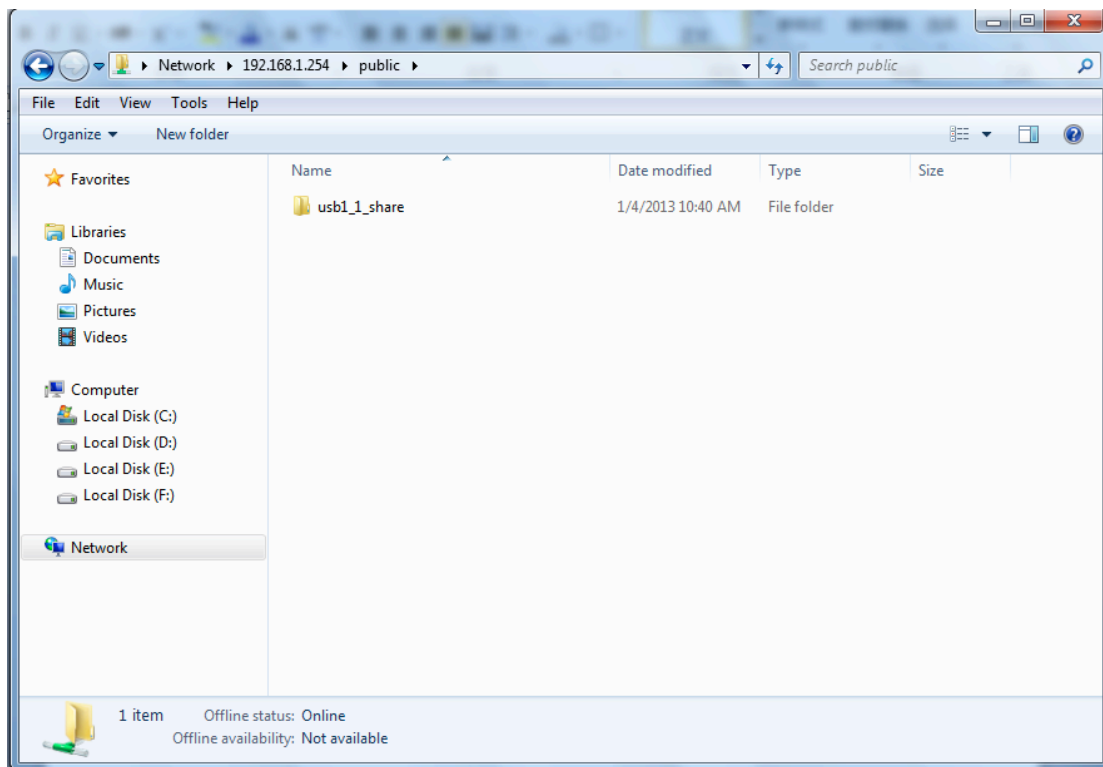 Network ▸ 192.168.1.254 ▸ public ▸
Search public
File Edit View Tools Help
Organize New folder
Name Date modified Type Size
usb1_1_share 1/4/2013 10:40 AM File folder
Favorites
Libraries
Documents
Music
Pictures
Videos
Computer
Local Disk (C:)
Local Disk (D:)
Local Disk (E:)
Local Disk (F:)
Network
1 item Offline status: Online
Offline availability: Not available